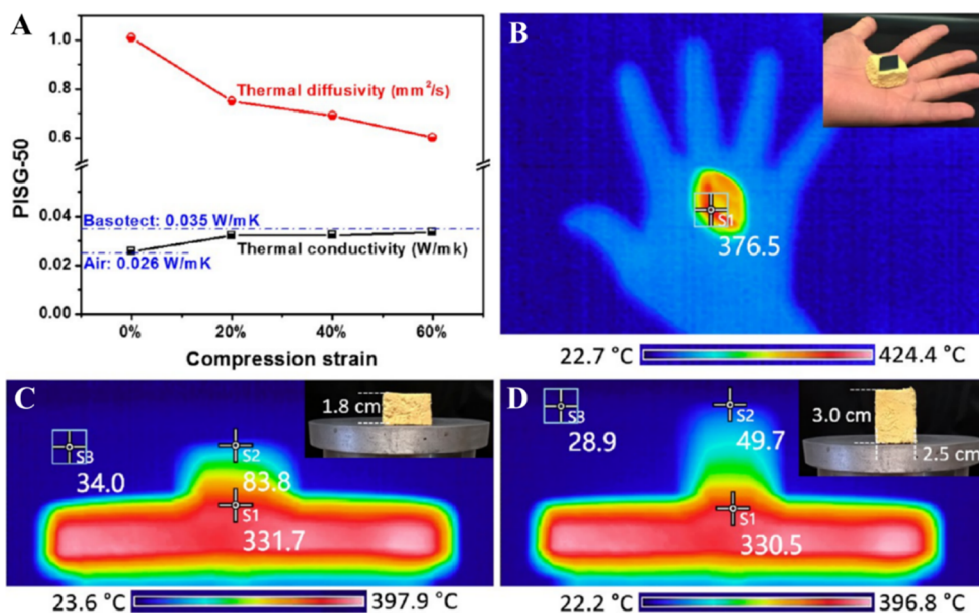 A
PISG-50
1.0
0.8
0.6
0.04
0.02
0.00
Thermal diffusivity (mm²/s)
Basotect: 0.035 W/mK
Thermal conductivity (W/mk)
Air: 0.026 W/mK
0%
20%
40%
60%
Compression strain
B
S1
376.5
22.7 °C
424.4 °C
C
1.8 cm
S3
34.0
S2
83.8
S1
331.7
23.6 °C
397.9 °C
D
3.0 cm
2.5 cm
S3
28.9
S2
49.7
S1
330.5
22.2 °C
396.8 °C